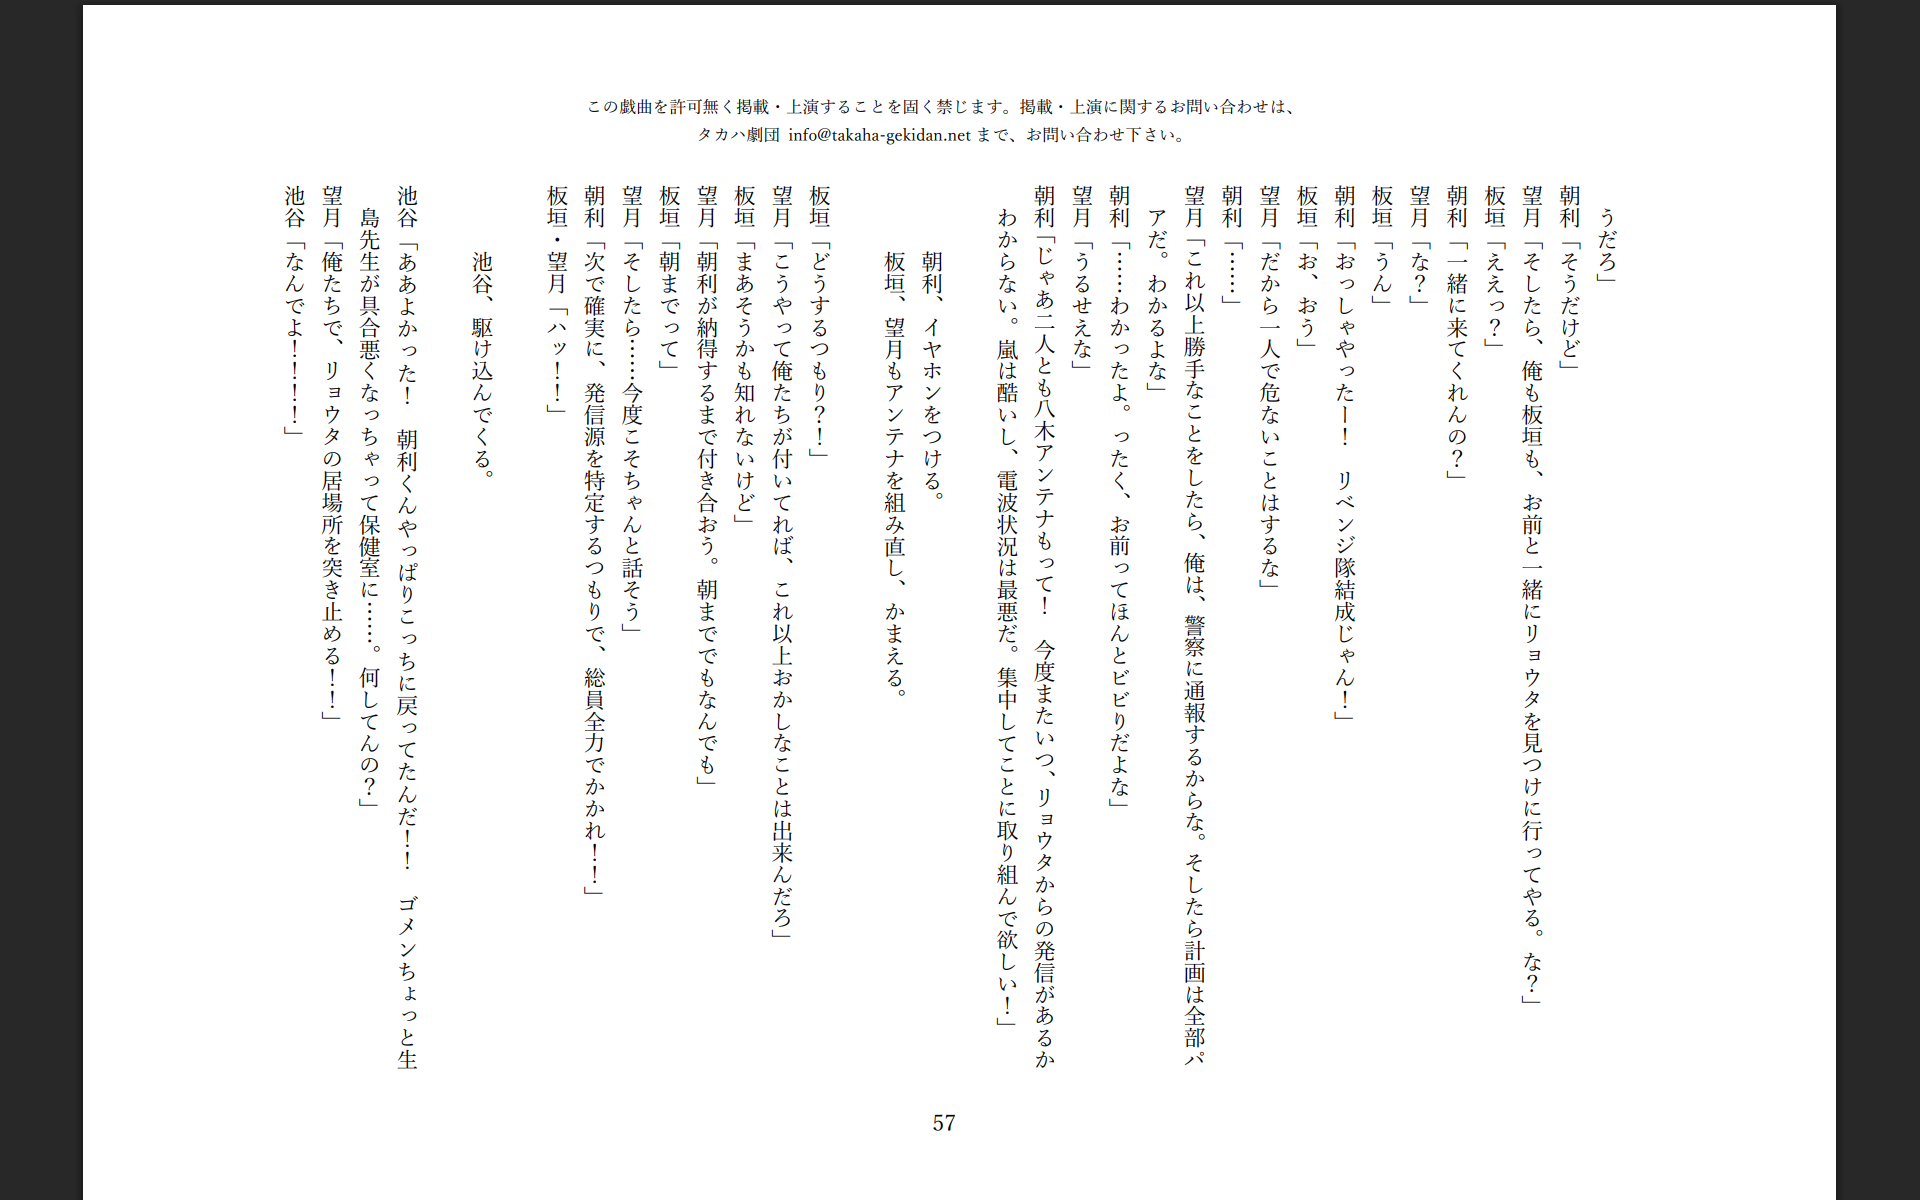 この戯曲を許可無く掲載・上演することを固く禁じます。掲載・上演に関するお問い合わせは、
タカハ劇団 info@takaha-gekidan.net まで、お問い合わせ下さい。
うだろ」
朝利「そうだけど」
望月「そしたら、俺も板垣も、お前と一緒にリョウタを見つけに行ってやる。な？」
板垣「ええっ？」
朝利「一緒に来てくれんの？」
望月「な？」
板垣「うん」
朝利「おっしゃやったー！　リベンジ隊結成じゃん！」
板垣「お、おう」
望月「だから一人で危ないことはするな」
朝利「……」
望月「これ以上勝手なことをしたら、俺は、警察に通報するからな。そしたら計画は全部パ
アだ。わかるよな」
朝利「……わかったよ。ったく、お前ってほんとビビりだよな」
望月「うるせえな」
朝利「じゃあ二人とも八木アンテナもって！　今度またいつ、リョウタからの発信があるか
わからない。嵐は酷いし、電波状況は最悪だ。集中してことに取り組んで欲しい！」
朝利、イヤホンをつける。
板垣、望月もアンテナを組み直し、かまえる。
板垣「どうするつもり？！」
望月「こうやって俺たちが付いてれば、これ以上おかしなことは出来んだろ」
板垣「まあそうかも知れないけど」
望月「朝利が納得するまで付き合おう。朝まででもなんでも」
板垣「朝までって」
望月「そしたら……今度こそちゃんと話そう」
朝利「次で確実に、発信源を特定するつもりで、総員全力でかかれ！！」
板垣・望月「ハッ！！」
池谷、駆け込んでくる。
池谷「ああよかった！　朝利くんやっぱりこっちに戻ってたんだ！！　ゴメンちょっと生
島先生が具合悪くなっちゃって保健室に……。何してんの？」
望月「俺たちで、リョウタの居場所を突き止める！！」
池谷「なんでよ！！！！」
57